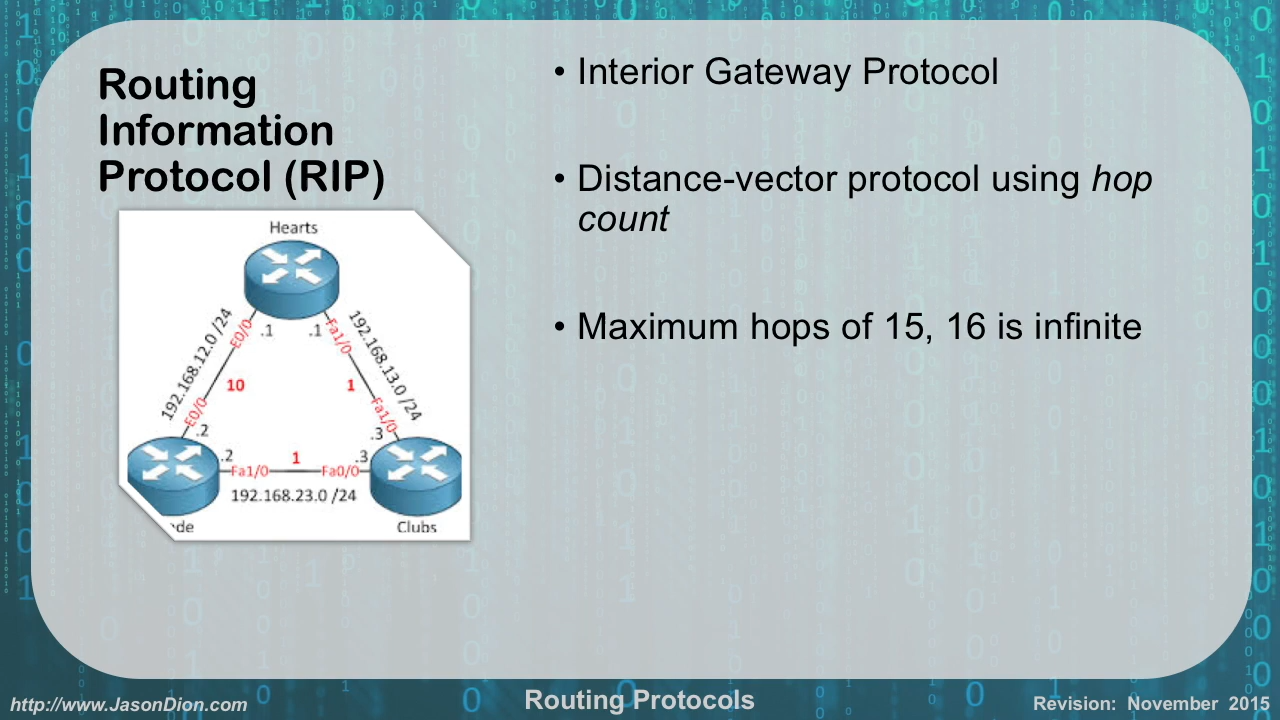 Routing
Information
Protocol (RIP)
• Interior Gateway Protocol
• Distance-vector protocol using hop
count
• Maximum hops of 15, 16 is infinite
Hearts
.1
.1
E0/0
Fa1/0
192.168.12.0 /24
192.168.13.0 /24
10
1
E0/0
Fa1/0
.2
.3
.2
1
.3
Fa1/0
Fa0/0
192.168.23.0 /24
Clubs
http://www.JasonDion.com
Routing Protocols
Revision: November 2015